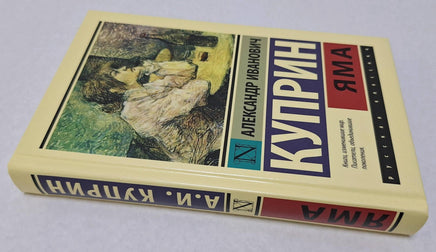 АЛЕКСАНДР ИВАНОВИЧ
КУПРИН
ЯМА
Книги, изменившие мир.
Писатели, объединившие
поколения.
РУССКАЯ КЛАССИКА
А.И. КУПРИН
ЯМА